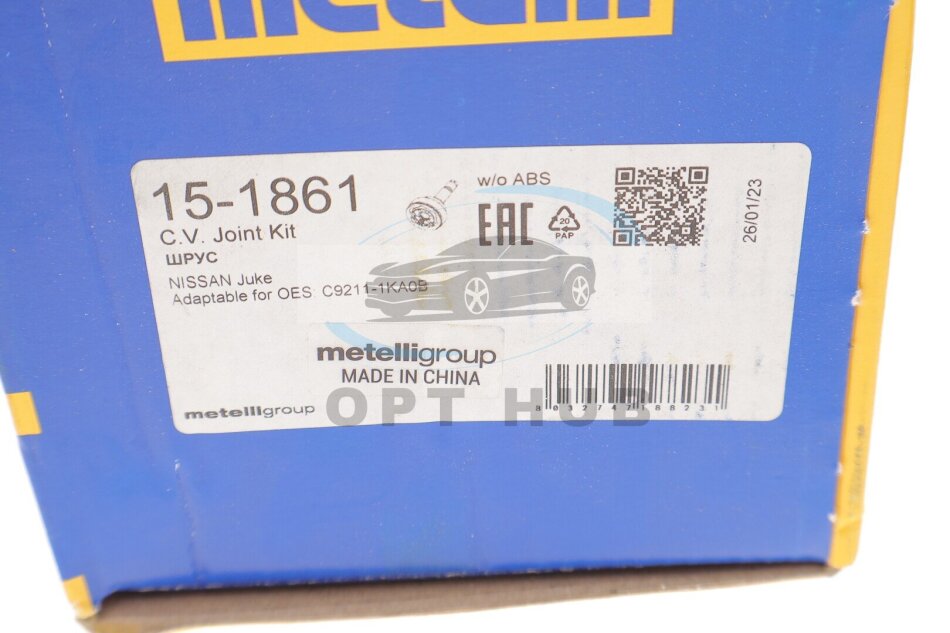 metelli
15-1861
C.V. Joint Kit
ШРУС
NISSAN Juke
Adaptable for OES: C9211-1KA0B
w/o ABS
EAC
20
PAP
26/01/23
metelligroup
MADE IN CHINA
metelligroup
OPT HUB
8032747188231